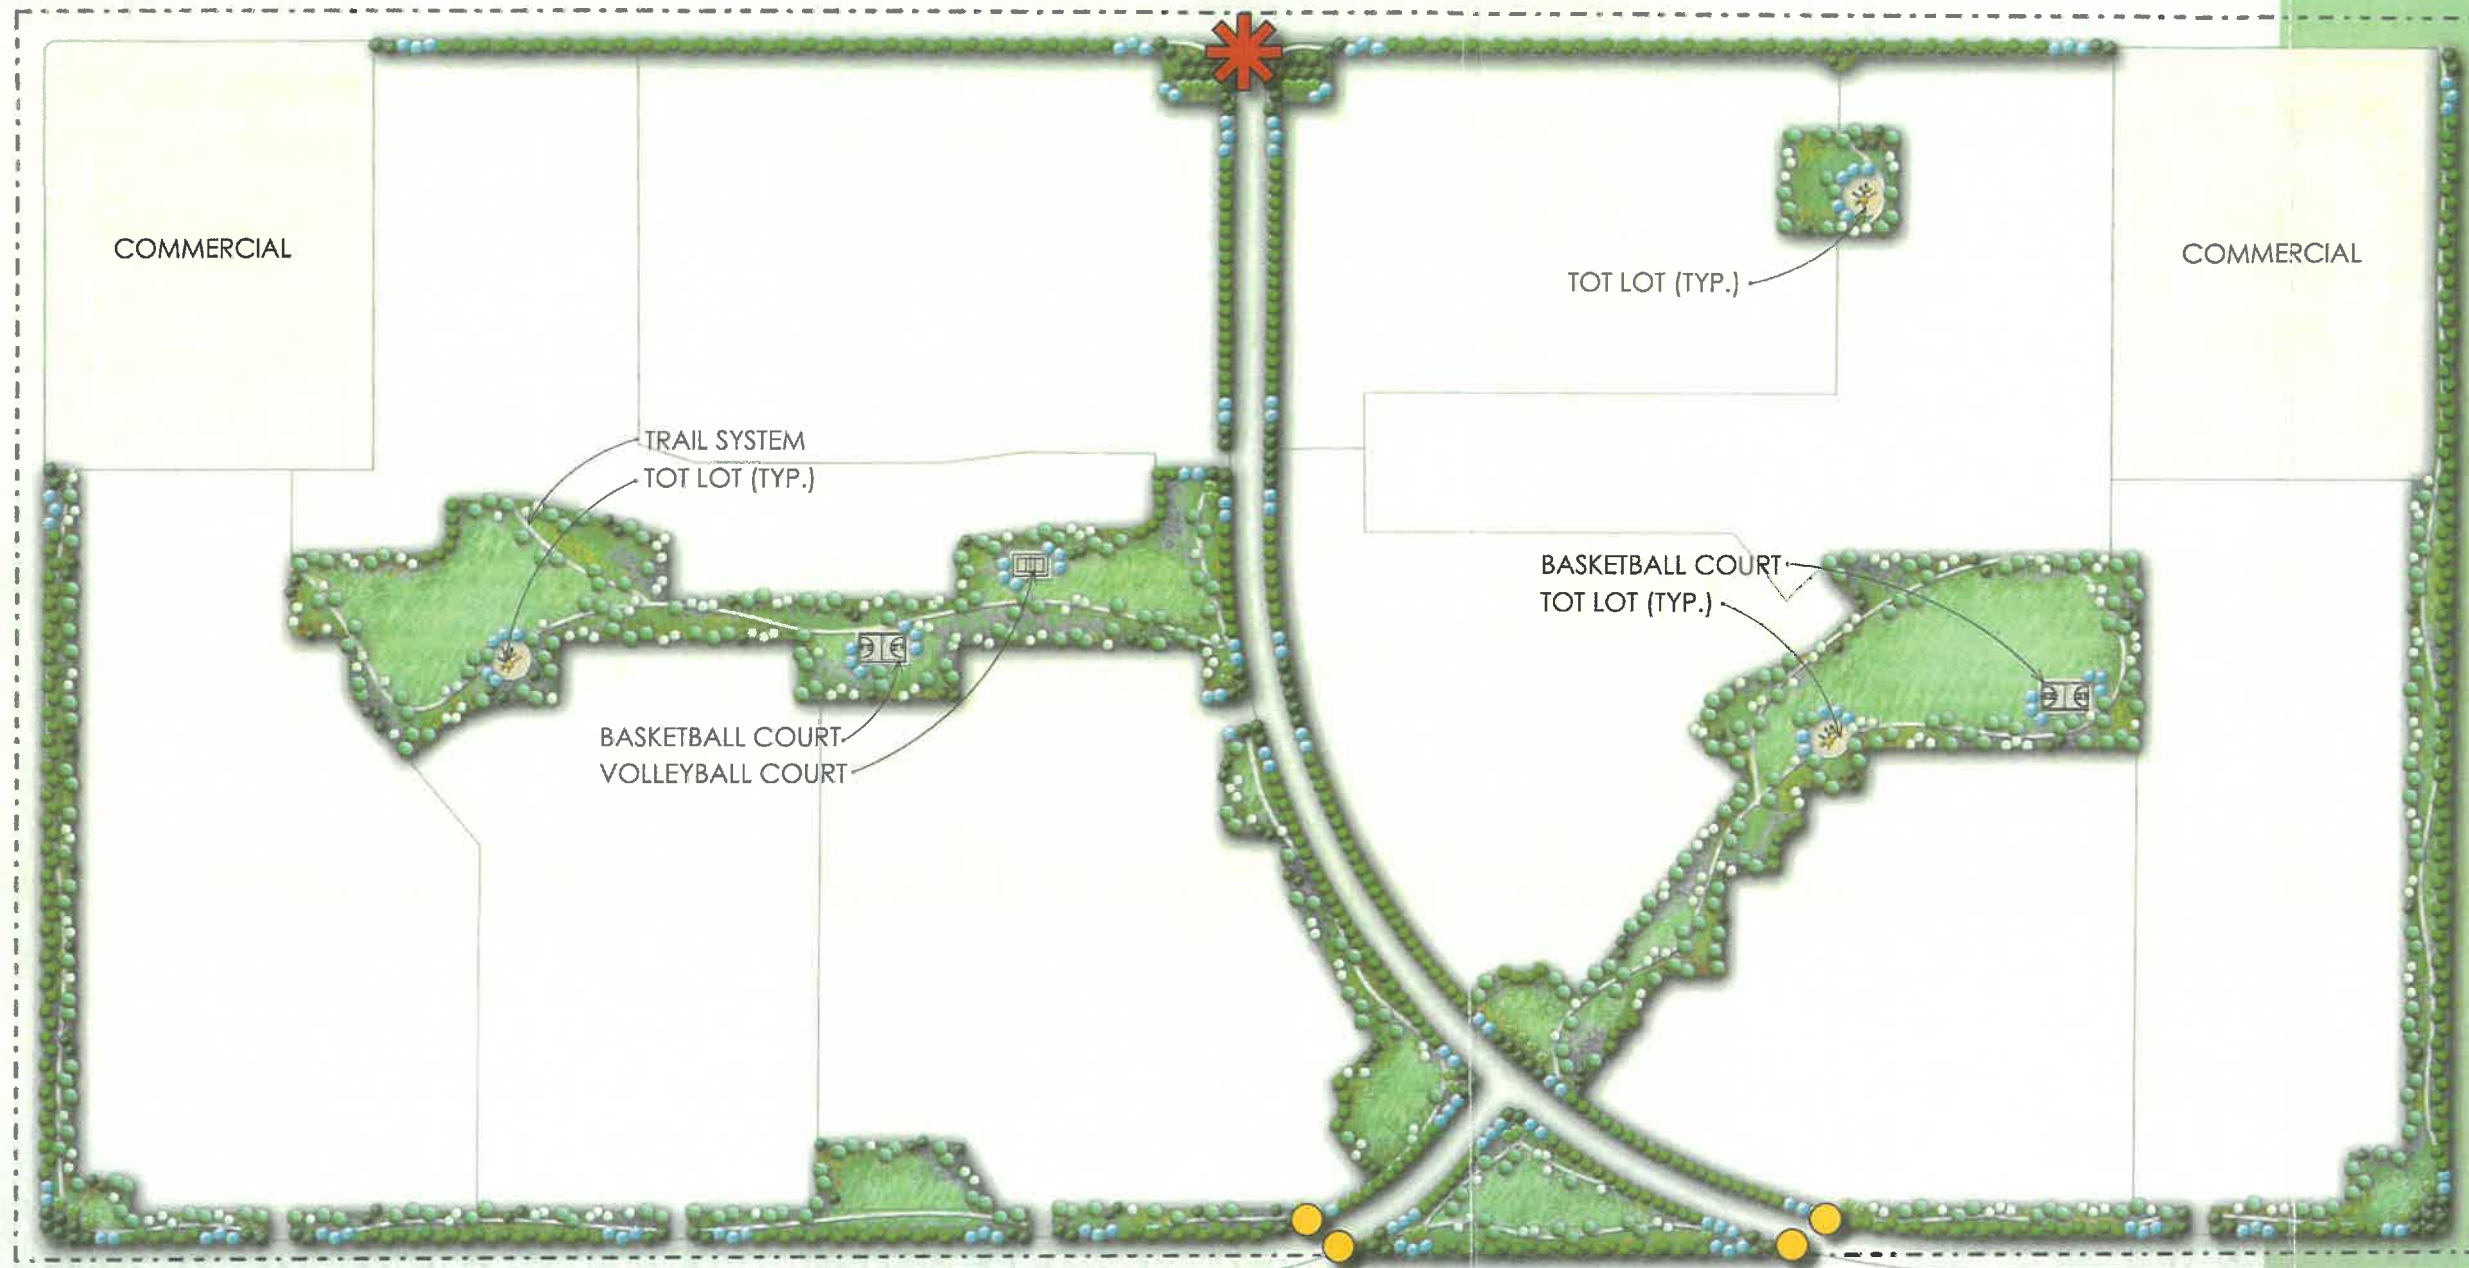 COMMERCIAL
COMMERCIAL
TOT LOT (TYP.)
TRAIL SYSTEM
TOT LOT (TYP.)
BASKETBALL COURT
TOT LOT (TYP.)
BASKETBALL COURT
VOLLEYBALL COURT